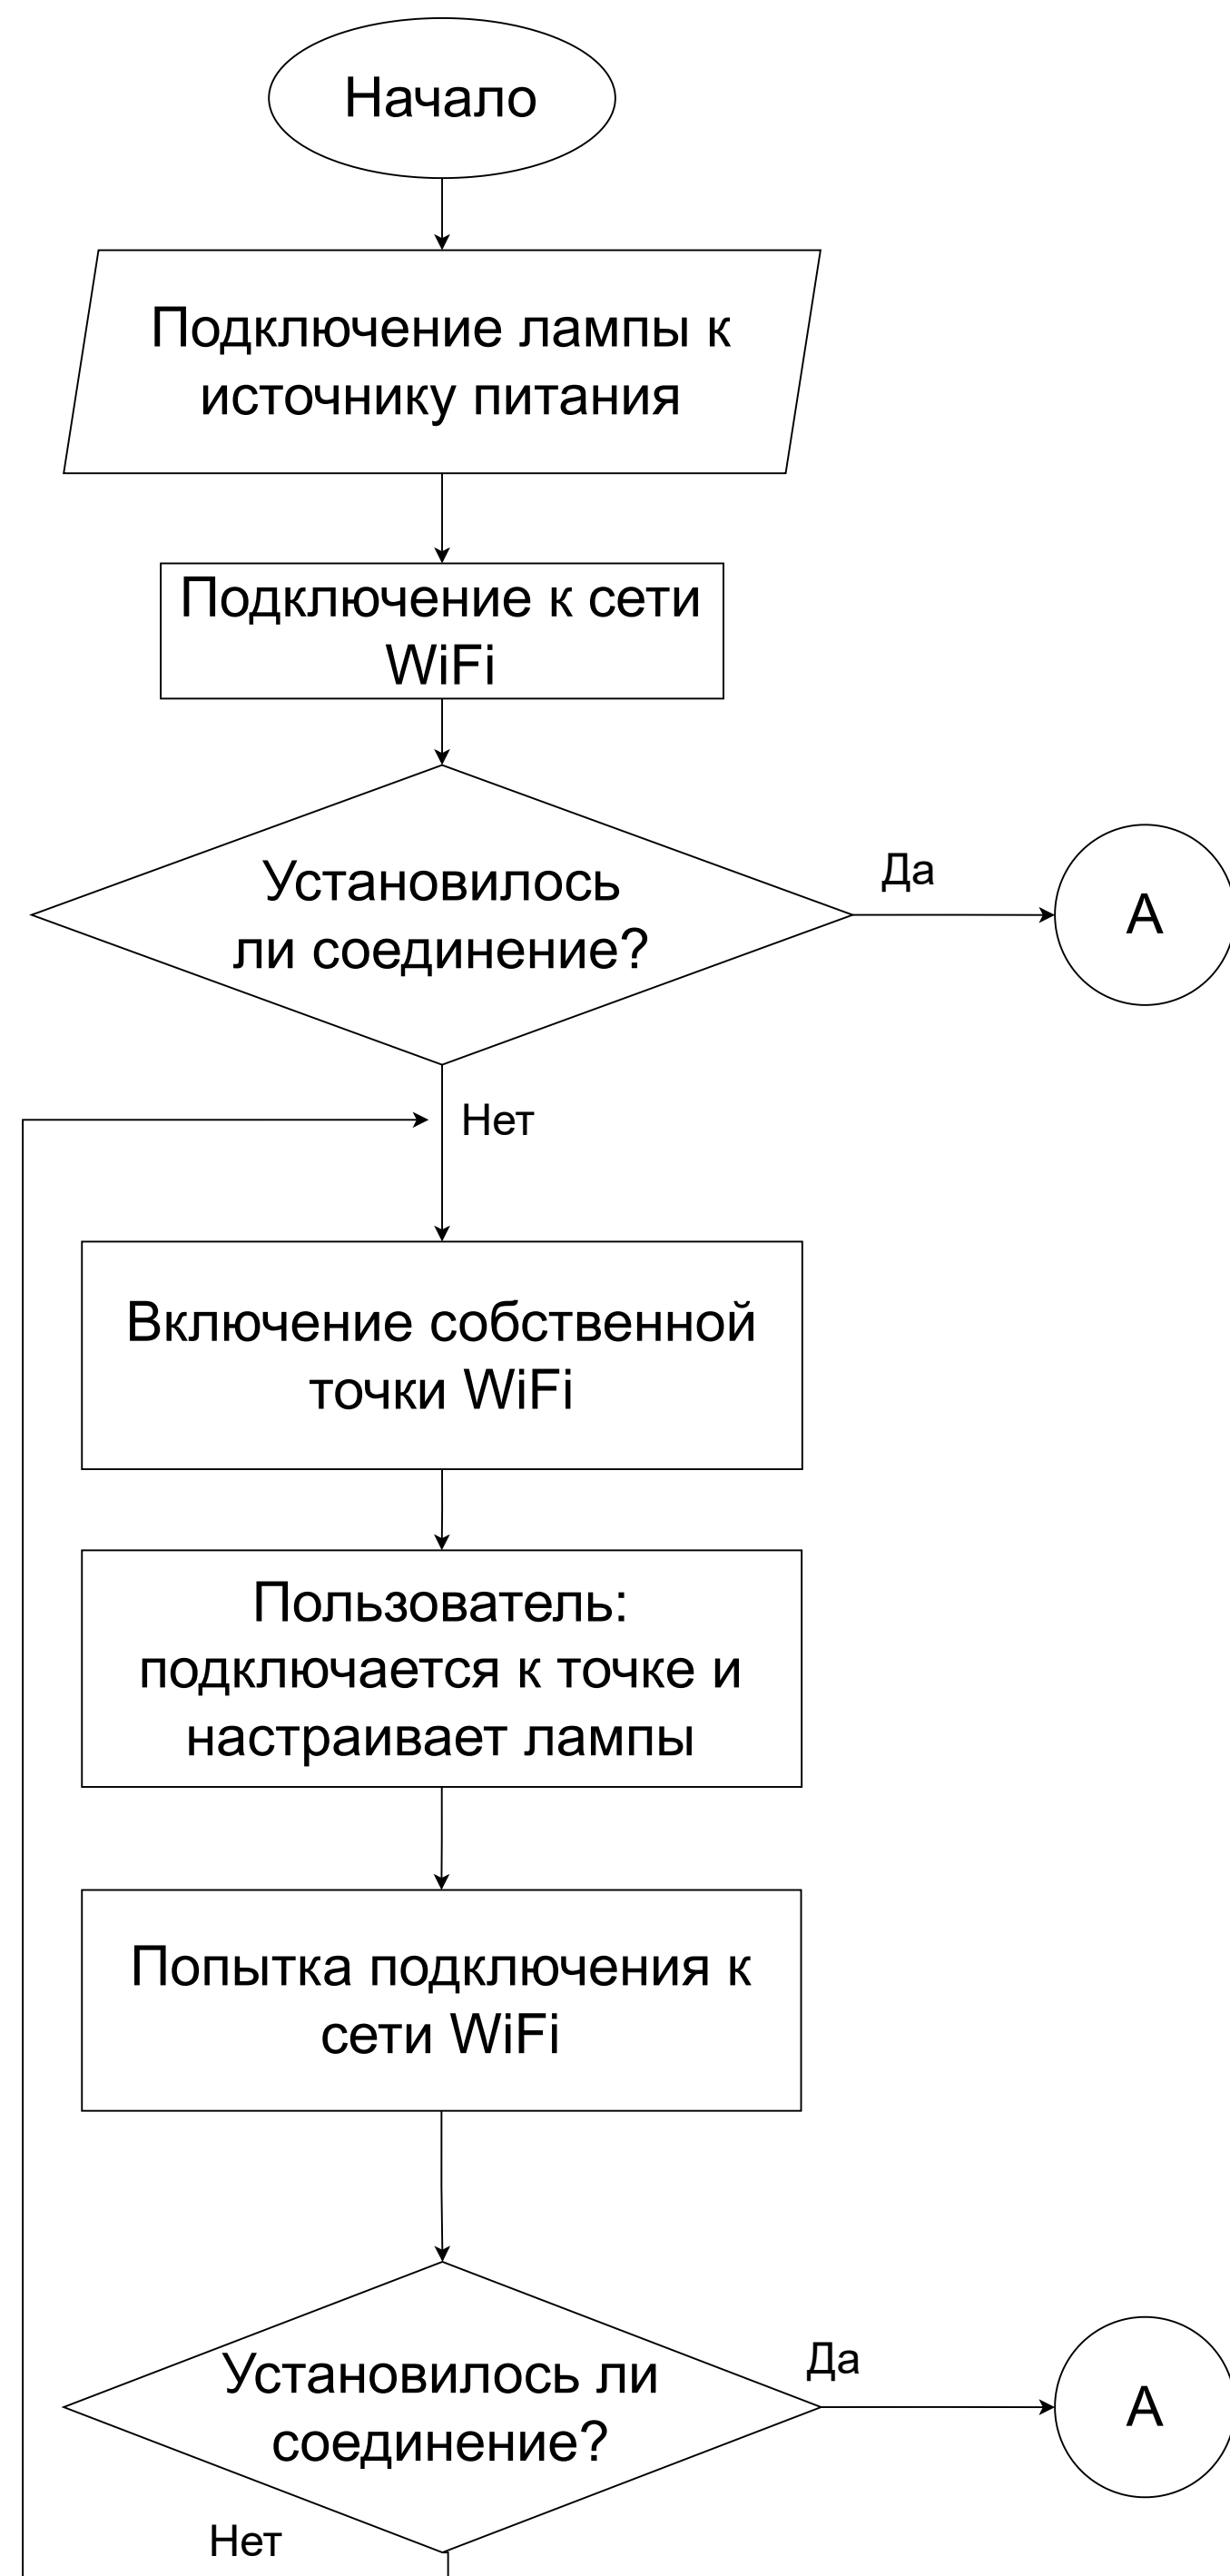 Начало
Подключение лампы к
источнику питания
Подключение к сети
WiFi
Установилось
ли соединение?
Да
А
Нет
Включение собственной
точки WiFi
Пользователь:
подключается к точке и
настраивает лампы
Попытка подключения к
сети WiFi
Установилось ли
соединение?
Да
А
Нет